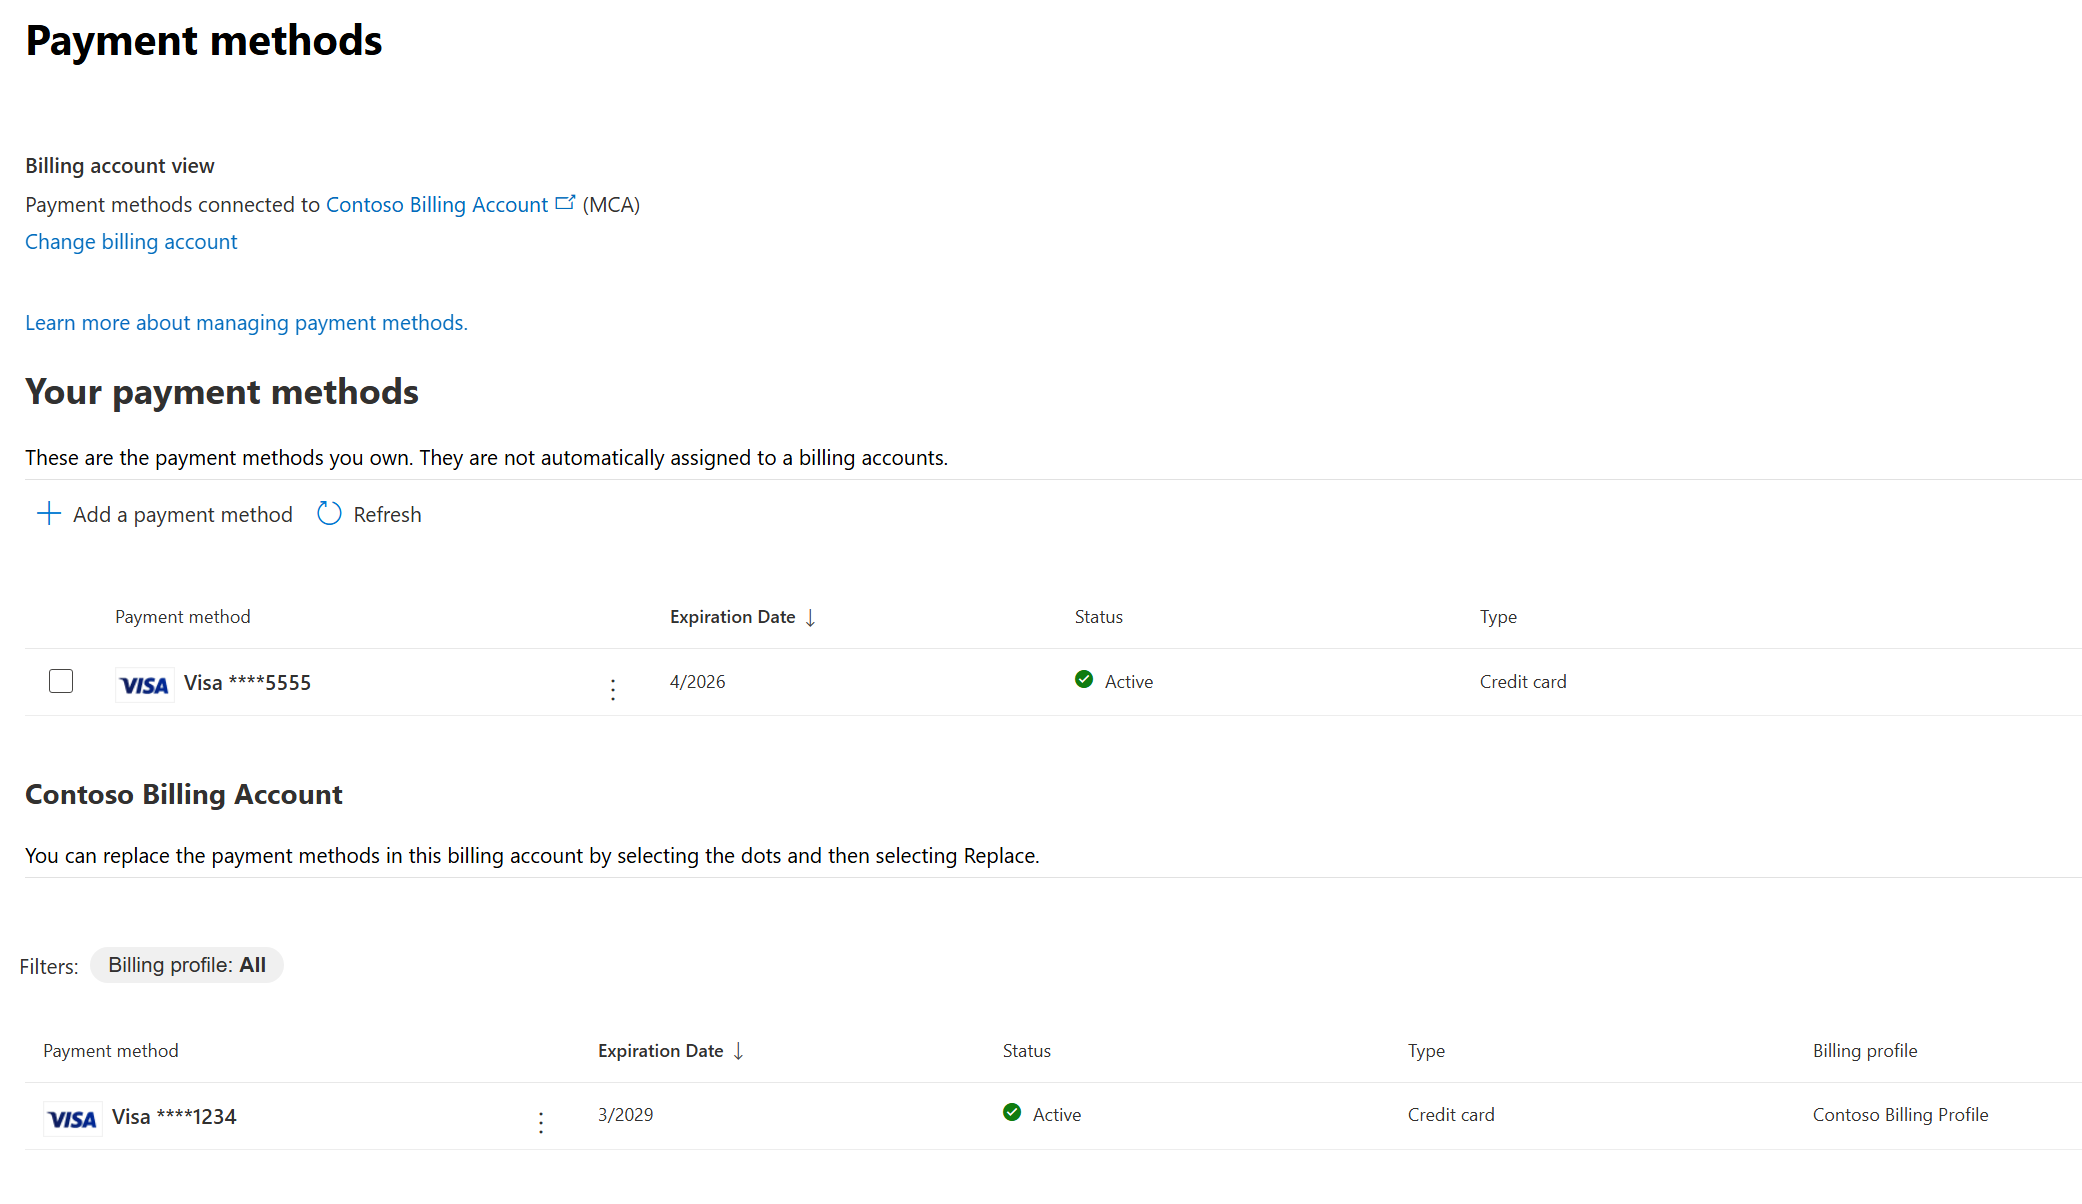 Payment methods
Billing account view
Payment methods connected to Contoso Billing Account (MCA)
Change billing account
Learn more about managing payment methods.
Your payment methods
These are the payment methods you own. They are not automatically assigned to a billing accounts.
Add a payment method Refresh
Payment method Expiration Date ↓ Status Type
VISA Visa ****5555 4/2026 Active Credit card
Contoso Billing Account
You can replace the payment methods in this billing account by selecting the dots and then selecting Replace.
Filters: Billing profile: All
Payment method Expiration Date ↓ Status Type Billing profile
VISA Visa ****1234 3/2029 Active Credit card Contoso Billing Profile